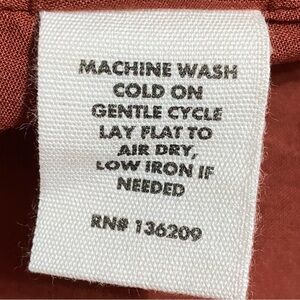 MACHINE WASH
COLD ON
GENTLE CYCLE
LAY FLAT TO
AIR DRY,
LOW IRON IF
NEEDED
RN# 136209